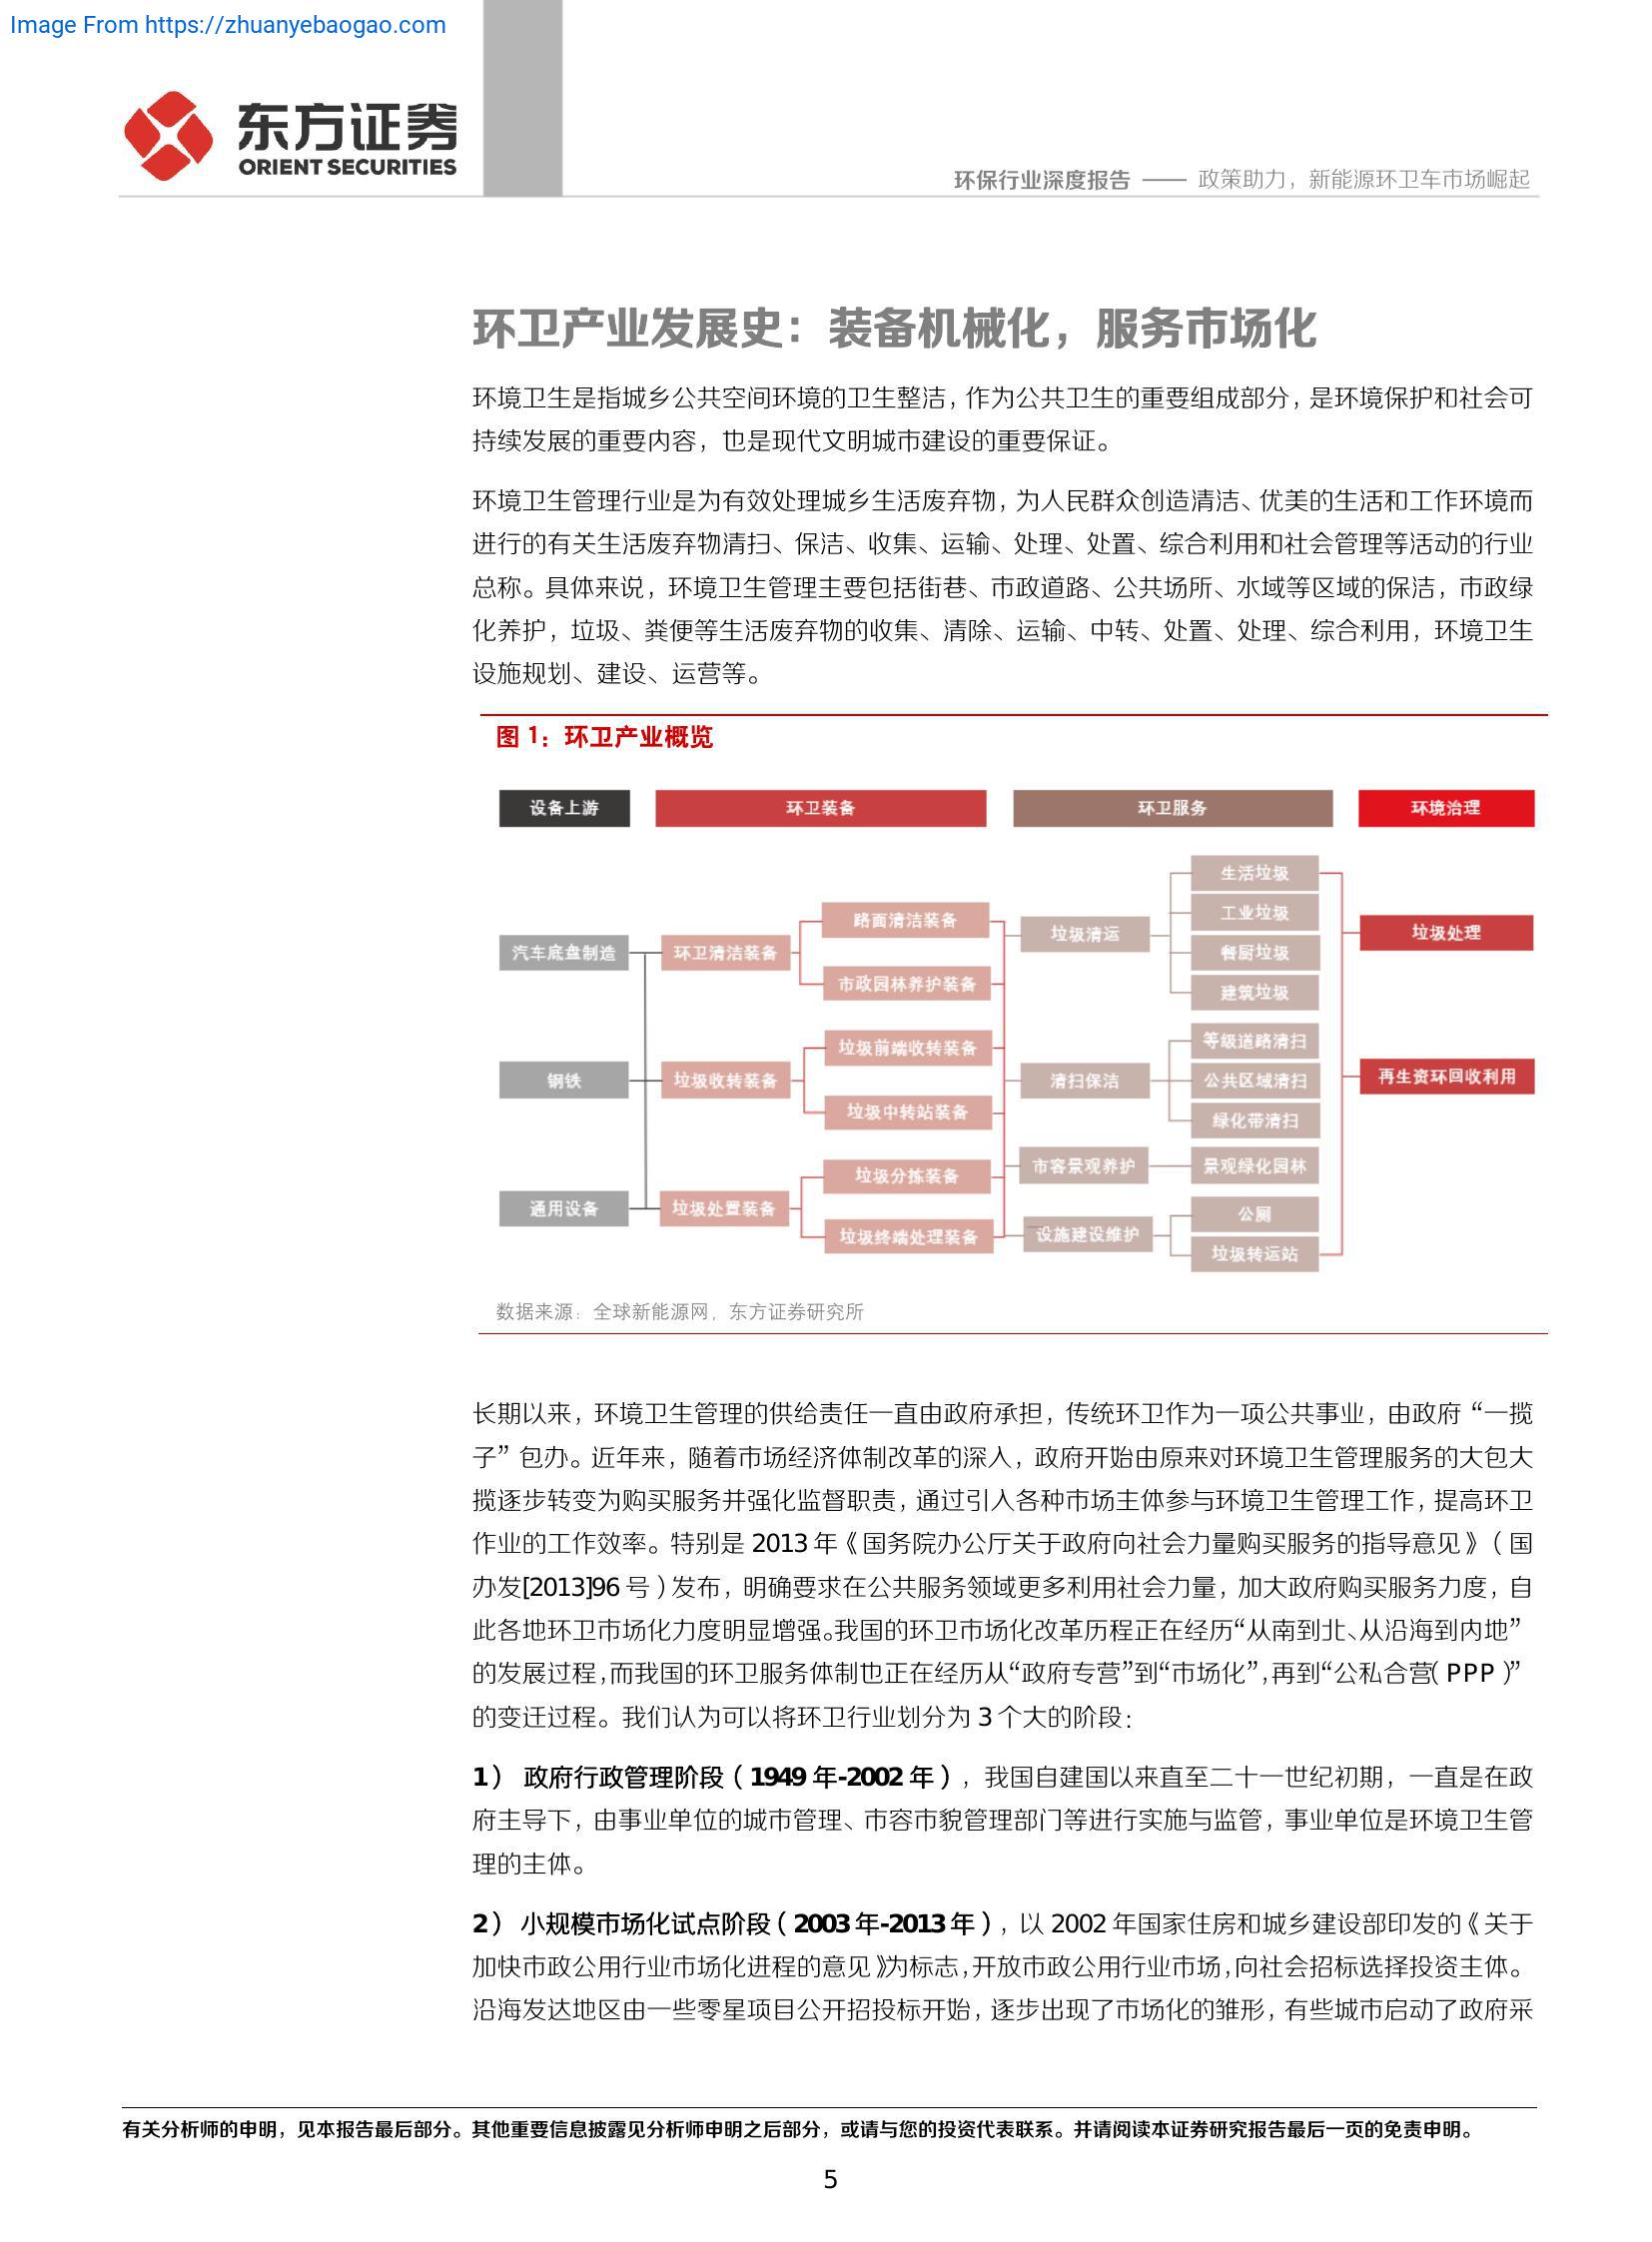 Image From https://zhuanyebaogao.com
东方证券
ORIENT SECURITIES
环保行业深度报告 —— 政策助力，新能源环卫车市场崛起
环卫产业发展史：装备机械化，服务市场化
环境卫生是指城乡公共空间环境的卫生整洁，作为公共卫生的重要组成部分，是环境保护和社会可
持续发展的重要内容，也是现代文明城市建设的重要保证。
环境卫生管理行业是为有效处理城乡生活废弃物，为人民群众创造清洁、优美的生活和工作环境而
进行的有关生活废弃物清扫、保洁、收集、运输、处理、处置、综合利用和社会管理等活动的行业
总称。具体来说，环境卫生管理主要包括街巷、市政道路、公共场所、水域等区域的保洁，市政绿
化养护，垃圾、粪便等生活废弃物的收集、清除、运输、中转、处置、处理、综合利用，环境卫生
设施规划、建设、运营等。
图 1：环卫产业概览
设备上游
环卫装备
环卫服务
环境治理
汽车底盘制造
钢铁
通用设备
环卫清洁装备
垃圾收转装备
垃圾处置装备
路面清洁装备
市政园林养护装备
垃圾前端收转装备
垃圾中转站装备
垃圾分拣装备
垃圾终端处理装备
垃圾清运
清扫保洁
市容景观养护
设施建设维护
生活垃圾
工业垃圾
餐厨垃圾
建筑垃圾
等级道路清扫
公共区域清扫
绿化带清扫
景观绿化园林
公厕
垃圾转运站
垃圾处理
再生资环回收利用
数据来源：全球新能源网，东方证券研究所
长期以来，环境卫生管理的供给责任一直由政府承担，传统环卫作为一项公共事业，由政府“一揽
子”包办。近年来，随着市场经济体制改革的深入，政府开始由原来对环境卫生管理服务的大包大
揽逐步转变为购买服务并强化监督职责，通过引入各种市场主体参与环境卫生管理工作，提高环卫
作业的工作效率。特别是 2013 年《国务院办公厅关于政府向社会力量购买服务的指导意见》（国
办发[2013]96 号）发布，明确要求在公共服务领域更多利用社会力量，加大政府购买服务力度，自
此各地环卫市场化力度明显增强。我国的环卫市场化改革历程正在经历“从南到北、从沿海到内地”
的发展过程，而我国的环卫服务体制也正在经历从“政府专营”到“市场化”，再到“公私合营（PPP）”
的变迁过程。我们认为可以将环卫行业划分为 3 个大的阶段：
1） 政府行政管理阶段（1949 年-2002 年），我国自建国以来直至二十一世纪初期，一直是在政
府主导下，由事业单位的城市管理、市容市貌管理部门等进行实施与监管，事业单位是环境卫生管
理的主体。
2） 小规模市场化试点阶段（2003 年-2013 年），以 2002 年国家住房和城乡建设部印发的《关于
加快市政公用行业市场化进程的意见》为标志，开放市政公用行业市场，向社会招标选择投资主体。
沿海发达地区由一些零星项目公开招投标开始，逐步出现了市场化的雏形，有些城市启动了政府采
有关分析师的申明，见本报告最后部分。其他重要信息披露见分析师申明之后部分，或请与您的投资代表联系。并请阅读本证券研究报告最后一页的免责申明。
5